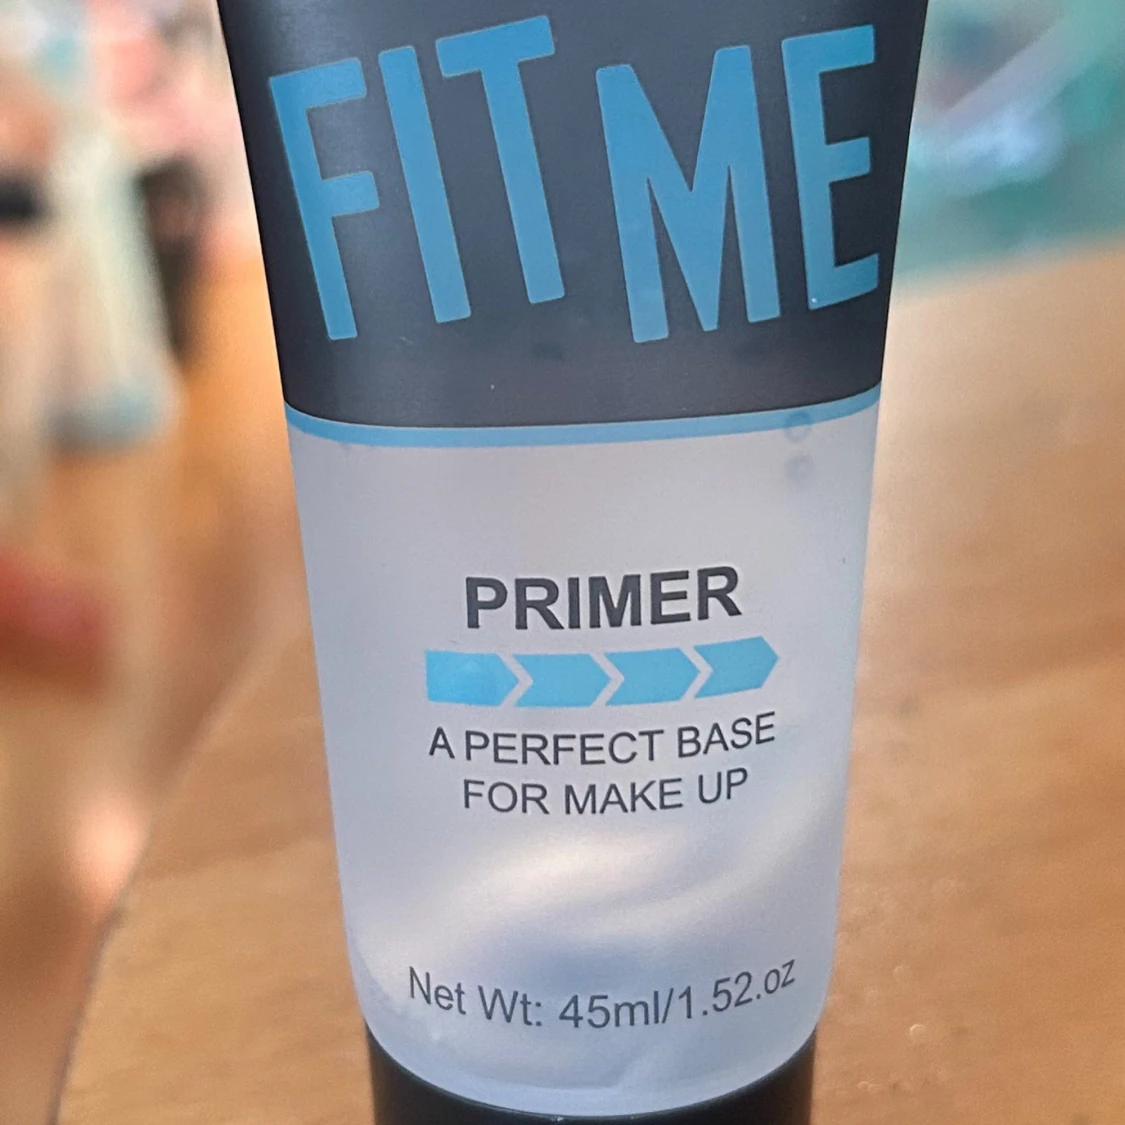 FIT ME
PRIMER
A PERFECT BASE
FOR MAKE UP
Net Wt: 45ml/1.52.oz